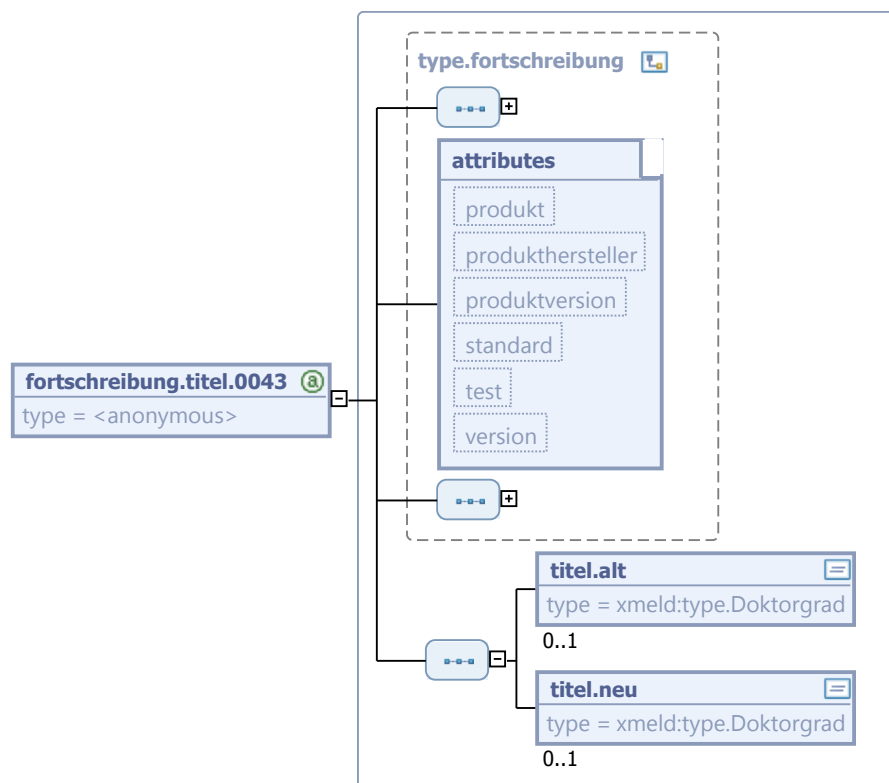 type.fortschreibung
attributes
produkt
produkthersteller
produktversion
standard
test
version
fortschreibung.titel.0043 a
type = <anonymous>
titel.alt
type = xmeld:type.Doktorgrad
0..1
titel.neu
type = xmeld:type.Doktorgrad
0..1